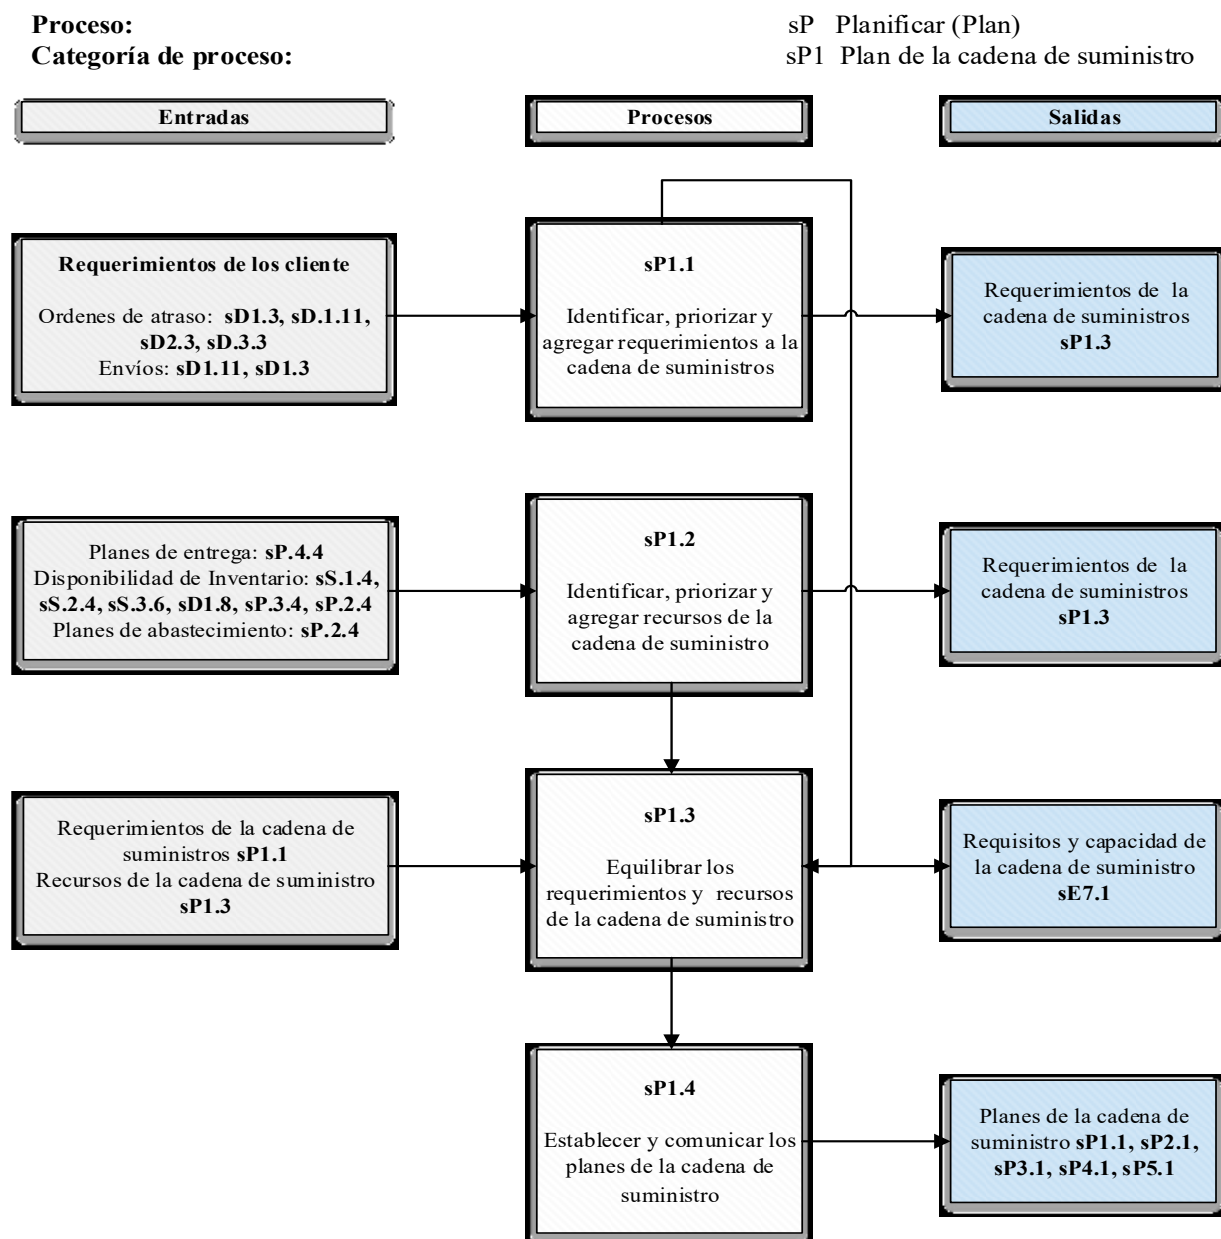 Proceso: sP Planificar (Plan)
Categoría de proceso: sP1 Plan de la cadena de suministro
Entradas
Procesos
Salidas
Requerimientos de los cliente
Ordenes de atraso: sD1.3, sD.1.11,
sD2.3, sD.3.3
Envíos: sD1.11, sD1.3
sP1.1
Identificar, priorizar y
agregar requerimientos a la
cadena de suministros
Requerimientos de la
cadena de suministros
sP1.3
Planes de entrega: sP.4.4
Disponibilidad de Inventario: sS.1.4,
sS.2.4, sS.3.6, sD1.8, sP.3.4, sP.2.4
Planes de abastecimiento: sP.2.4
sP1.2
Identificar, priorizar y
agregar recursos de la
cadena de suministro
Requerimientos de la
cadena de suministros
sP1.3
Requerimientos de la cadena de
suministros sP1.1
Recursos de la cadena de suministro
sP1.3
sP1.3
Equilibrar los
requerimientos y recursos
de la cadena de suministro
Requisitos y capacidad de
la cadena de suministro
sE7.1
sP1.4
Establecer y comunicar los
planes de la cadena de
suministro
Planes de la cadena de
suministro sP1.1, sP2.1,
sP3.1, sP4.1, sP5.1